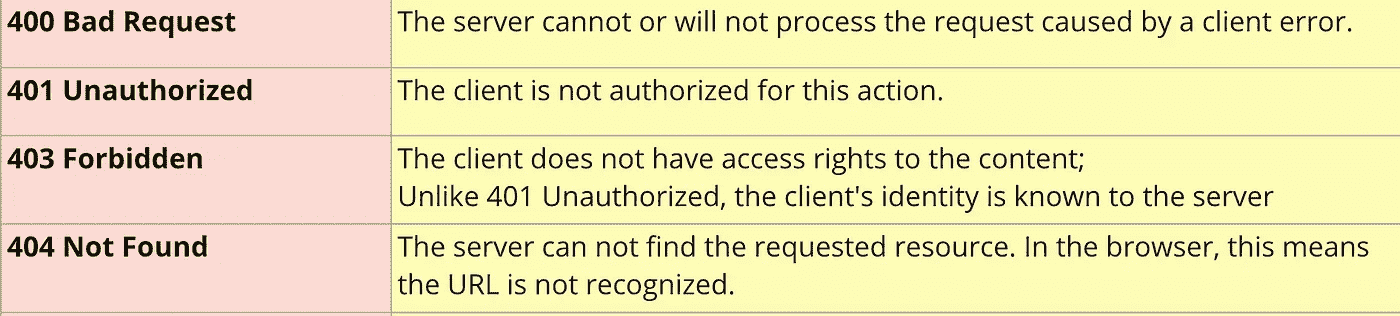 400 Bad Request
The server cannot or will not process the request caused by a client error.
401 Unauthorized
The client is not authorized for this action.
403 Forbidden
The client does not have access rights to the content;
Unlike 401 Unauthorized, the client's identity is known to the server
404 Not Found
The server can not find the requested resource. In the browser, this means
the URL is not recognized.